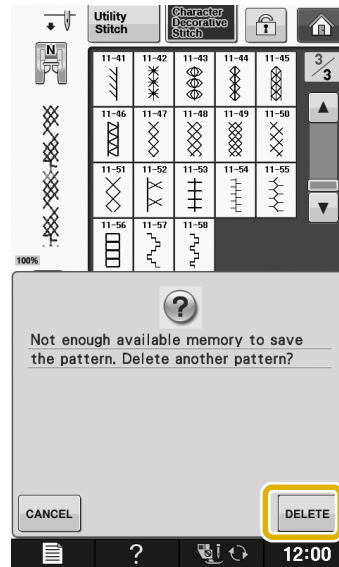 Utility
Stitch
Character
Decorative
Stitch
N
11-41 11-42 11-43 11-44 11-45
3/3
11-46 11-47 11-48 11-49 11-50
11-51 11-52 11-53 11-54 11-55
11-56 11-57 11-58
100%
?
Not enough available memory to save
the pattern. Delete another pattern?
CANCEL DELETE
? 12:00